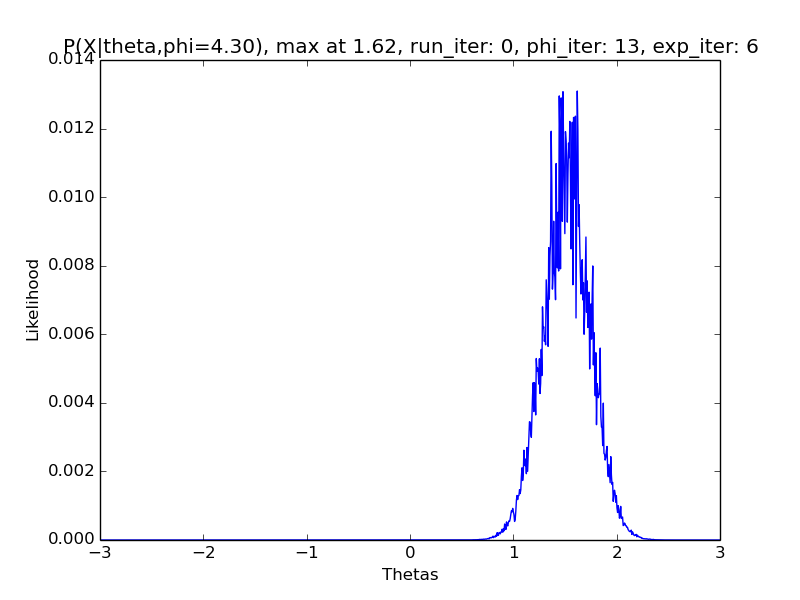 P(X|theta,phi=4.30), max at 1.62, run_iter: 0, phi_iter: 13, exp_iter: 6
0.014
0.012
0.010
0.008
0.006
0.004
0.002
0.000
Likelihood
−3 −2 −1 0 1 2 3
Thetas